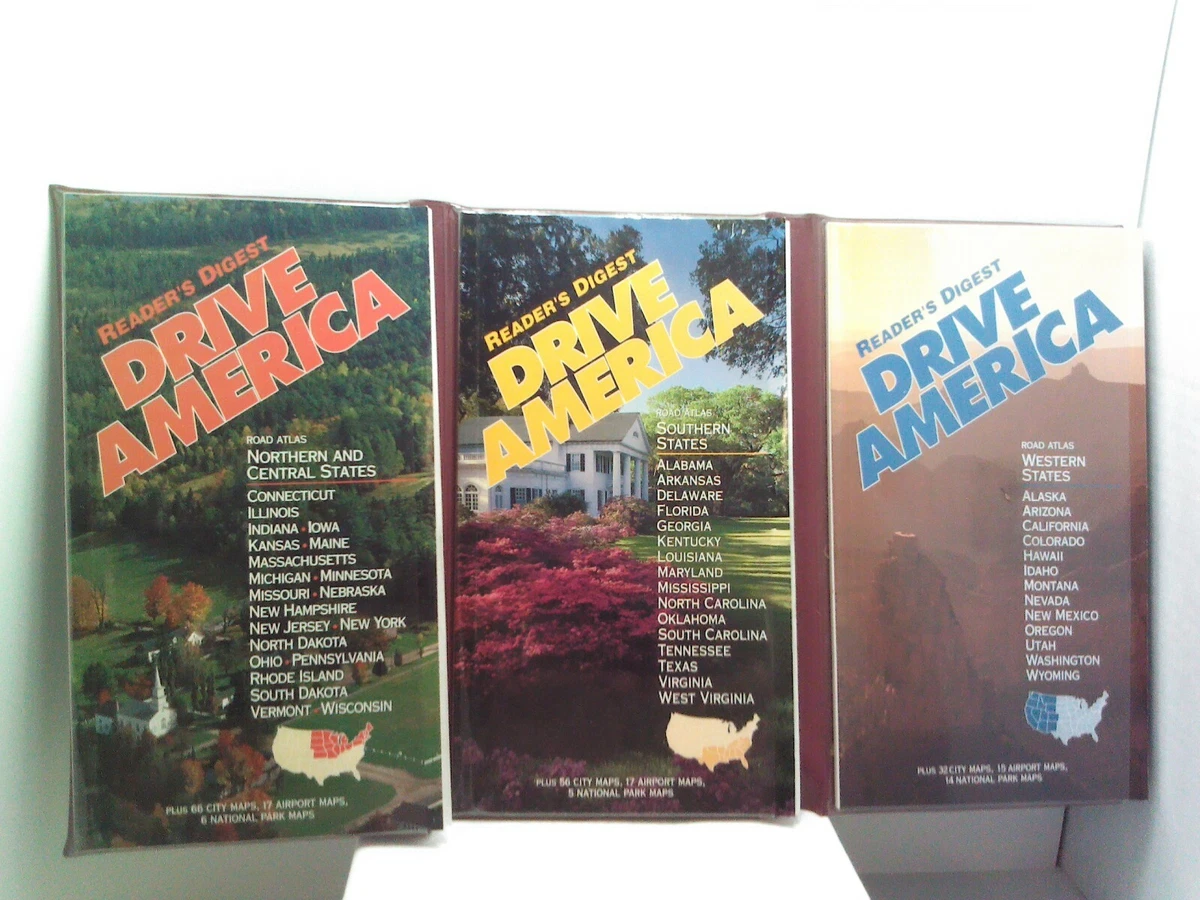 READER'S DIGEST
DRIVE
AMERICA
ROAD ATLAS
NORTHERN AND
CENTRAL STATES
CONNECTICUT
ILLINOIS
INDIANA • IOWA
KANSAS • MAINE
MASSACHUSETTS
MICHIGAN • MINNESOTA
MISSOURI • NEBRASKA
NEW HAMPSHIRE
NEW JERSEY • NEW YORK
NORTH DAKOTA
OHIO • PENNSYLVANIA
RHODE ISLAND
SOUTH DAKOTA
VERMONT • WISCONSIN
PLUS 66 CITY MAPS, 17 AIRPORT MAPS,
6 NATIONAL PARK MAPS
READER'S DIGEST
DRIVE
AMERICA
ROAD ATLAS
SOUTHERN
STATES
ALABAMA
ARKANSAS
DELAWARE
FLORIDA
GEORGIA
KENTUCKY
LOUISIANA
MARYLAND
MISSISSIPPI
NORTH CAROLINA
OKLAHOMA
SOUTH CAROLINA
TENNESSEE
TEXAS
VIRGINIA
WEST VIRGINIA
PLUS 56 CITY MAPS, 17 AIRPORT MAPS,
5 NATIONAL PARK MAPS
READER'S DIGEST
DRIVE
AMERICA
ROAD ATLAS
WESTERN
STATES
ALASKA
ARIZONA
CALIFORNIA
COLORADO
HAWAII
IDAHO
MONTANA
NEVADA
NEW MEXICO
OREGON
UTAH
WASHINGTON
WYOMING
PLUS 32 CITY MAPS, 15 AIRPORT MAPS,
14 NATIONAL PARK MAPS